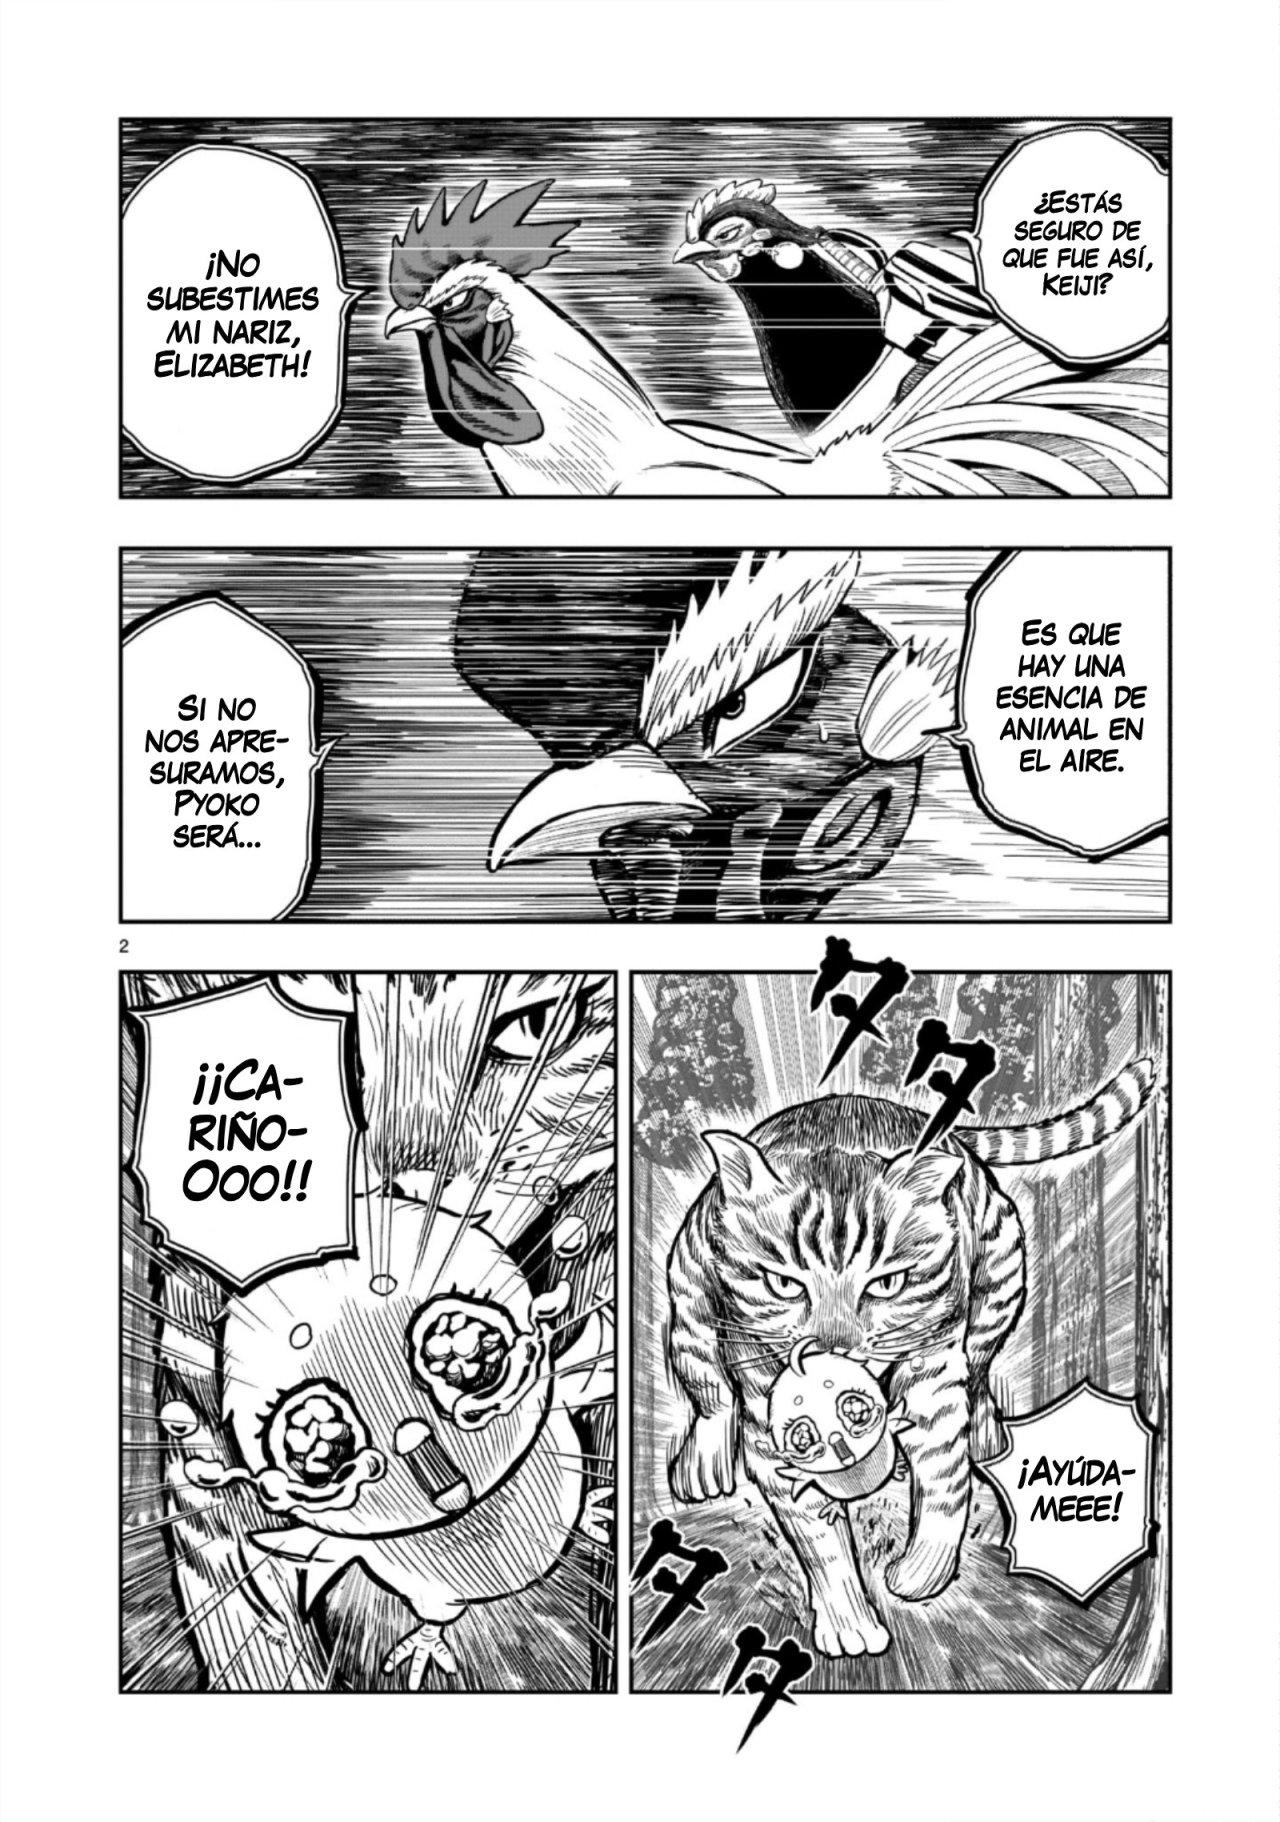 ¿Estás
seguro de
que fue así,
Keiji?
¡No
subestimes
mi nariz,
Elizabeth!
Es que
hay una
esencia de
animal en
el aire.
Si no
nos apre-
suramos,
Pyoko
será...
2
タ
タ
タ
タ
¡Ayúda-
meee!
¡¡Ca-
riño-
ooo!!